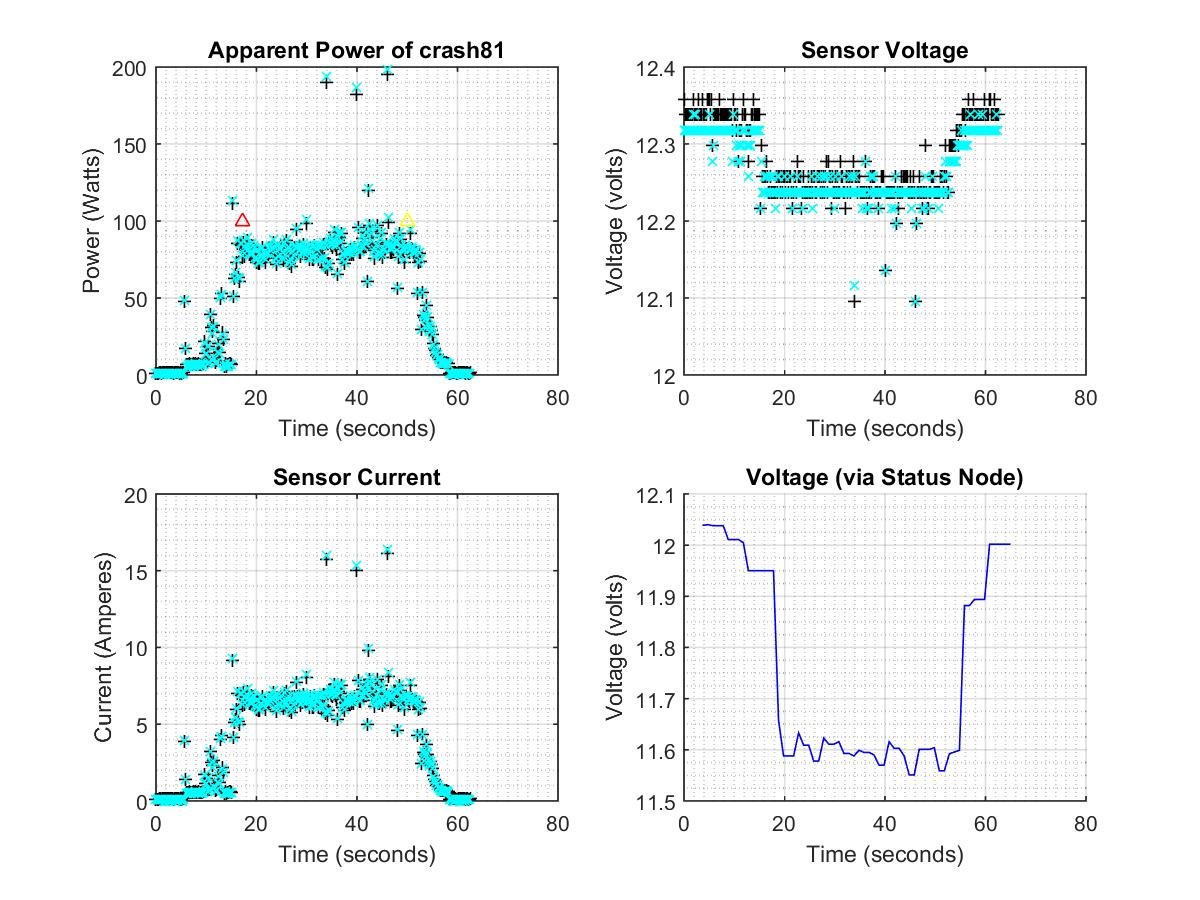 Apparent Power of crash81
200
150
100
50
0
Power (Watts)
0 20 40 60 80
Time (seconds)
Sensor Voltage
12.4
12.3
12.2
12.1
12
Voltage (volts)
0 20 40 60 80
Time (seconds)
Sensor Current
20
15
10
5
0
Current (Amperes)
0 20 40 60 80
Time (seconds)
Voltage (via Status Node)
12.1
12
11.9
11.8
11.7
11.6
11.5
Voltage (volts)
0 20 40 60 80
Time (seconds)